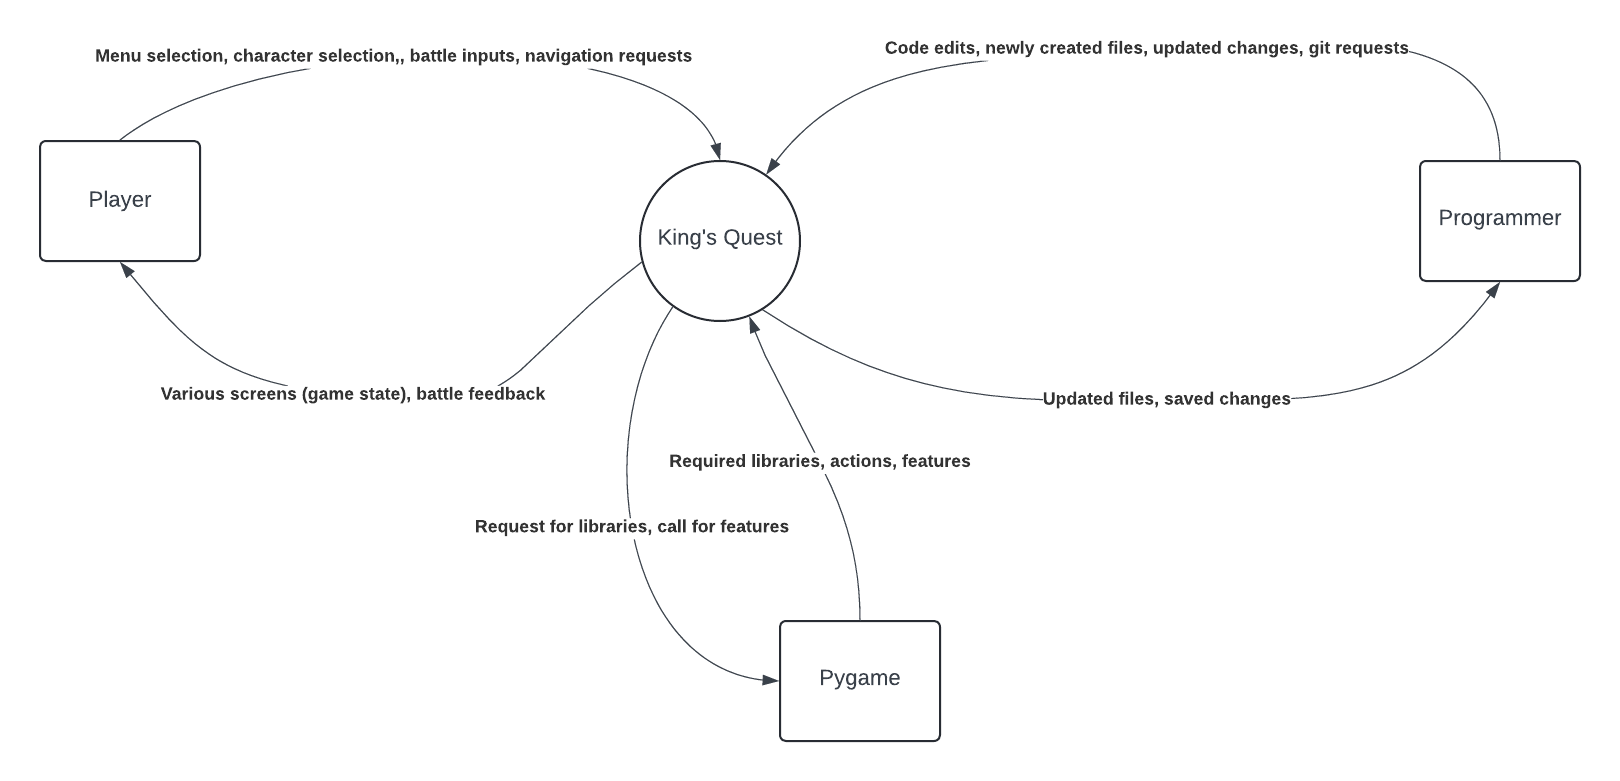 Menu selection, character selection,, battle inputs, navigation requests
Code edits, newly created files, updated changes, git requests
Player
King's Quest
Programmer
Various screens (game state), battle feedback
Updated files, saved changes
Required libraries, actions, features
Request for libraries, call for features
Pygame